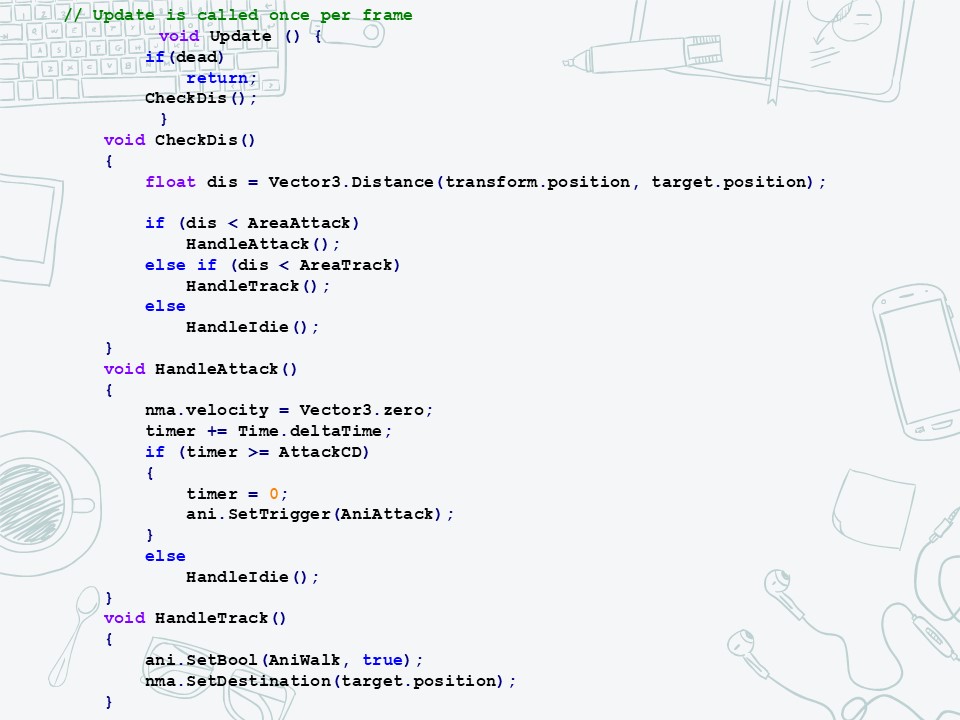 // Update is called once per frame
void Update () {
if(dead)
return;
CheckDis();
}
void CheckDis()
{
float dis = Vector3.Distance(transform.position, target.position);
if (dis < AreaAttack)
HandleAttack();
else if (dis < AreaTrack)
HandleTrack();
else
HandleIdie();
}
void HandleAttack()
{
nma.velocity = Vector3.zero;
timer += Time.deltaTime;
if (timer >= AttackCD)
{
timer = 0;
ani.SetTrigger(AniAttack);
}
else
HandleIdie();
}
void HandleTrack()
{
ani.SetBool(AniWalk, true);
nma.SetDestination(target.position);
}